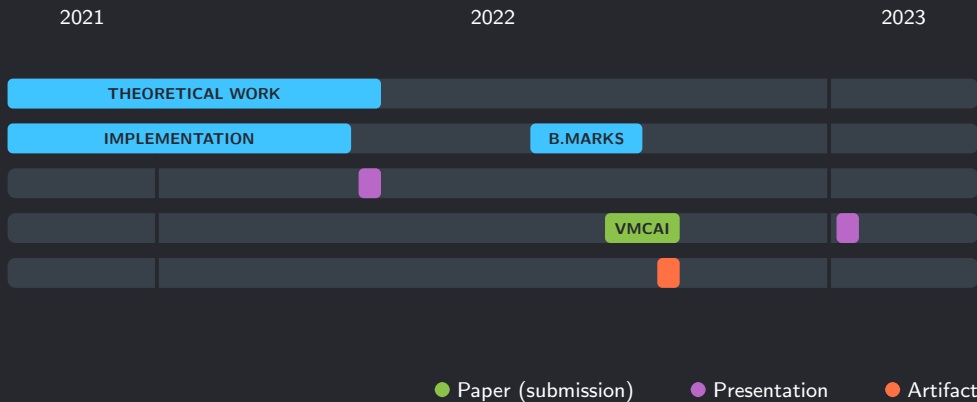 2021 2022 2023
THEORETICAL WORK
IMPLEMENTATION B.MARKS
VMCAI
Paper (submission) Presentation Artifact